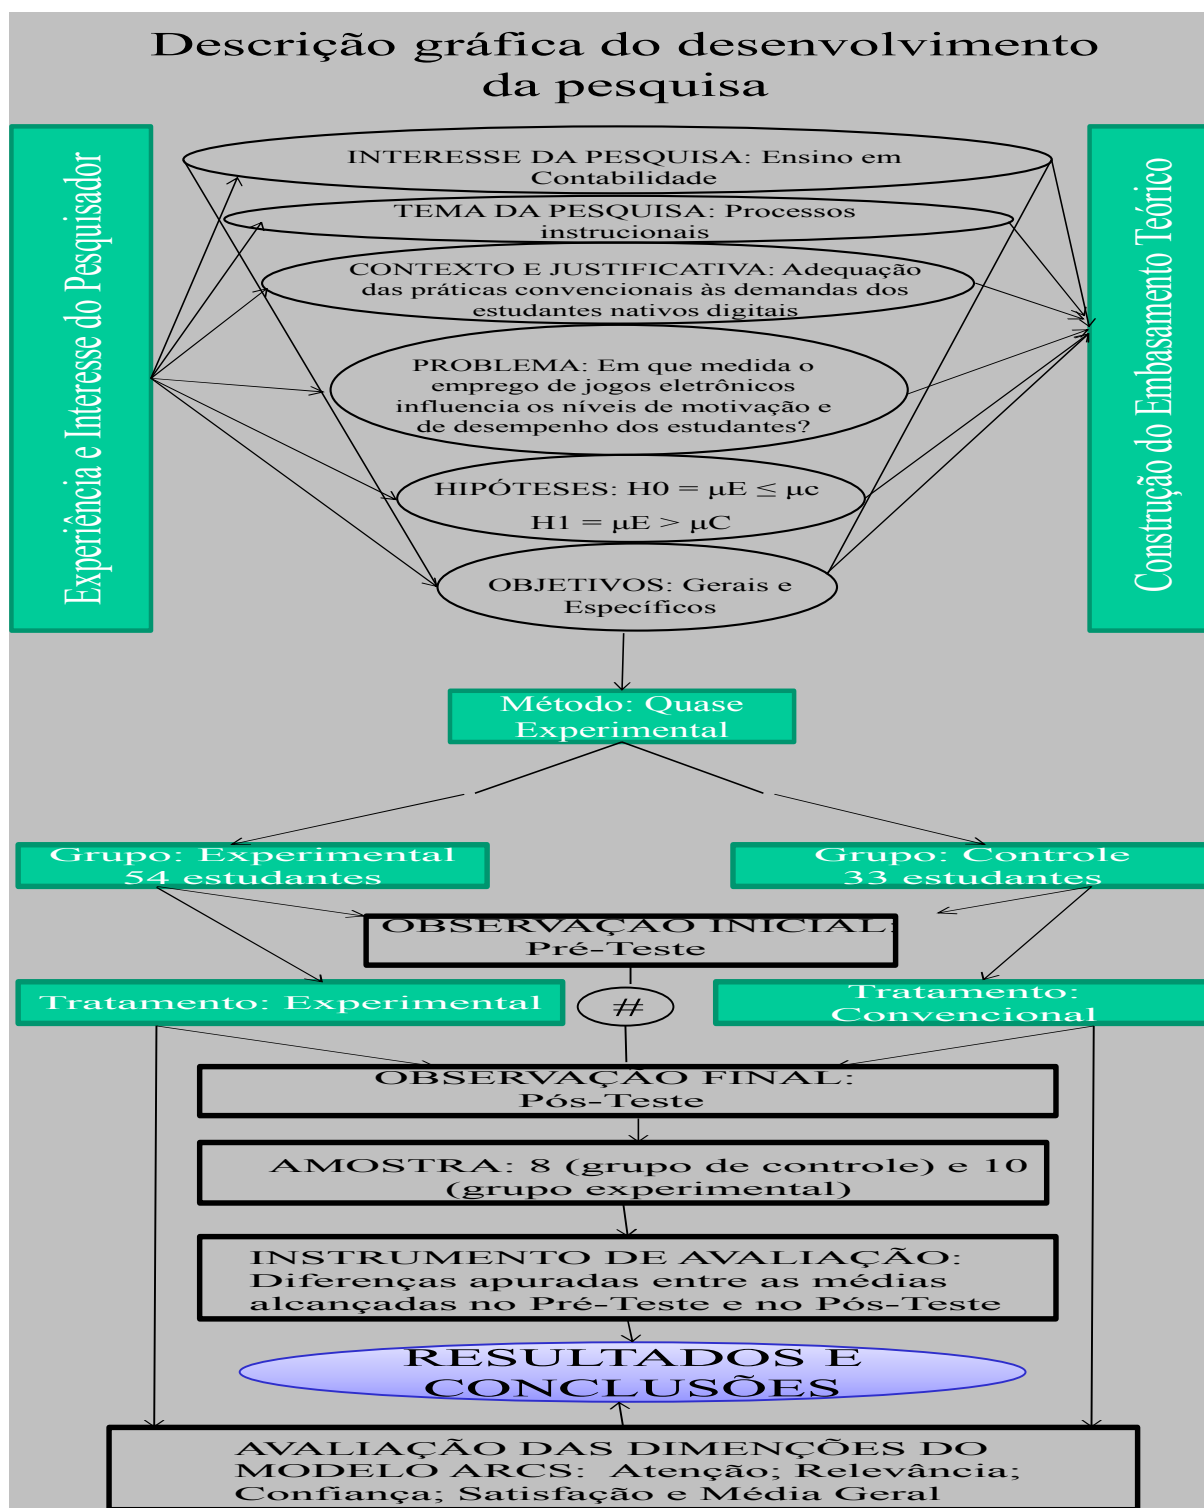 Descrição gráfica do desenvolvimento
da pesquisa
Experiência e Interesse do Pesquisador
INTERESSE DA PESQUISA: Ensino em
Contabilidade
TEMA DA PESQUISA: Processos
instrucionais
CONTEXTO E JUSTIFICATIVA: Adequação
das práticas convencionais às demandas dos
estudantes nativos digitais
PROBLEMA: Em que medida o
emprego de jogos eletrônicos
influencia os níveis de motivação e
de desempenho dos estudantes?
HIPÓTESES: H0 = μE ≤ μc
H1 = μE > μC
OBJETIVOS: Gerais e
Específicos
Construção do Embasamento Teórico
Método: Quase
Experimental
Grupo: Experimental
54 estudantes
Grupo: Controle
33 estudantes
OBSERVAÇÃO INICIAL:
Pré-Teste
Tratamento: Experimental
#
Tratamento:
Convencional
OBSERVAÇÃO FINAL:
Pós-Teste
AMOSTRA: 8 (grupo de controle) e 10
(grupo experimental)
INSTRUMENTO DE AVALIAÇÃO:
Diferenças apuradas entre as médias
alcançadas no Pré-Teste e no Pós-Teste
RESULTADOS E
CONCLUSÕES
AVALIAÇÃO DAS DIMENÇÕES DO
MODELO ARCS: Atenção; Relevância;
Confiança; Satisfação e Média Geral